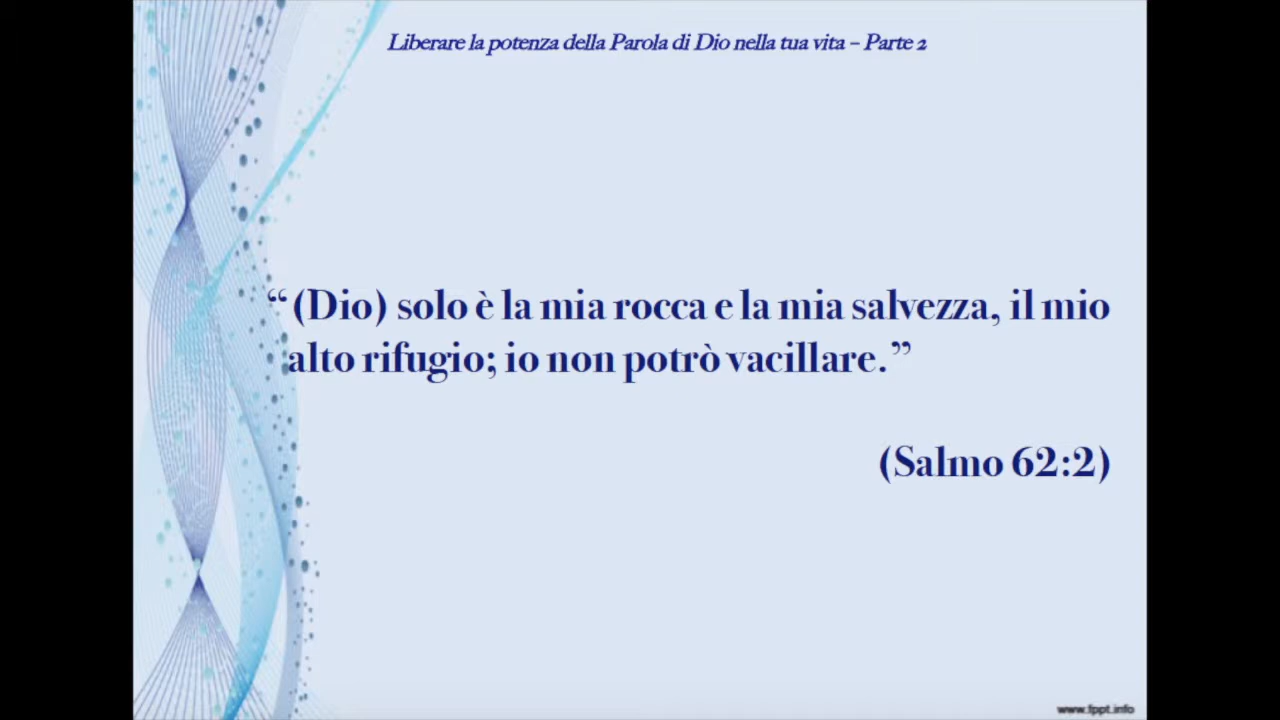 Liberare la potenza della Parola di Dio nella tua vita – Parte 2
“(Dio) solo è la mia rocca e la mia salvezza, il mio
alto rifugio; io non potrò vacillare.”
(Salmo 62:2)
www.fppt.info